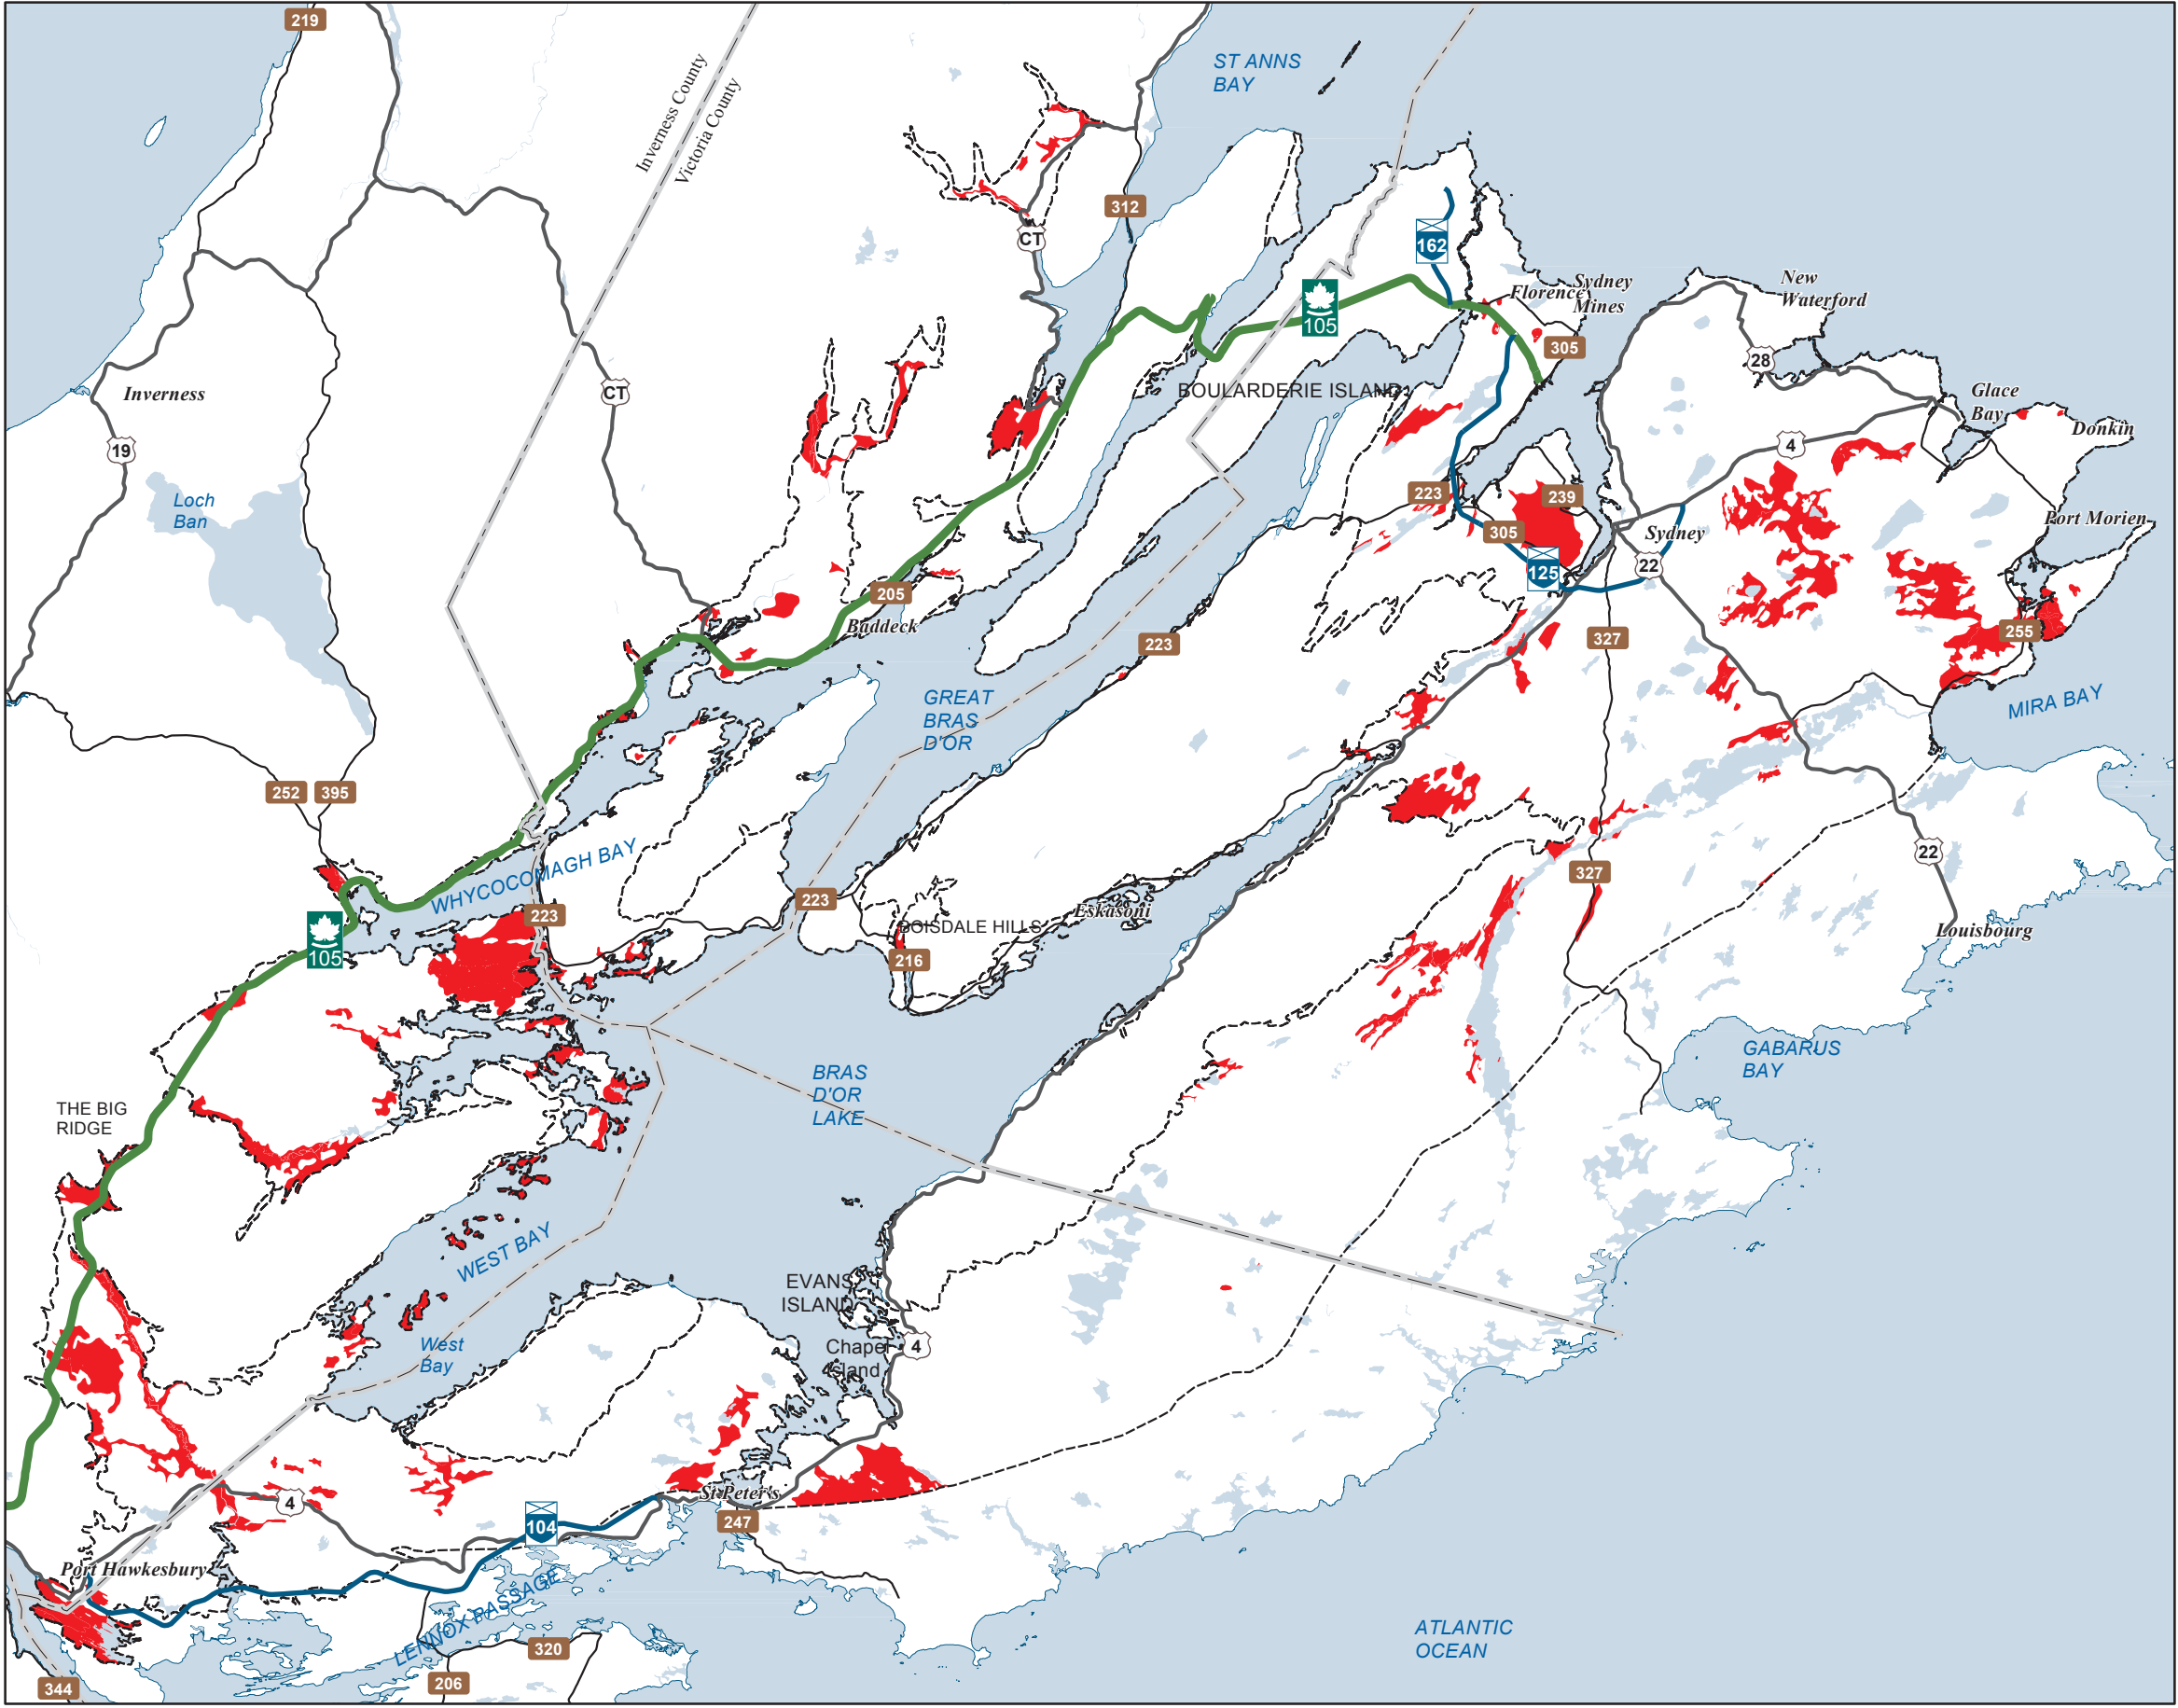 219
Inverness County
Victoria County
ST ANNS
BAY
312
CT
162
105
Florence
Sydney
Mines
New
Waterford
305
28
Inverness
CT
BOULARDERIE ISLAND
Glace
Bay
Donkin
19
4
Loch
Ban
223
239
305
Sydney
Port Morien
125
22
205
Baddeck
223
327
255
GREAT
BRAS
D'OR
MIRA BAY
252
395
WHYCOCOMAGH BAY
22
327
223
223
BOISDALE HILLS
Eskasoni
216
Louisbourg
105
GABARUS
BAY
BRAS
D'OR
LAKE
THE BIG
RIDGE
WEST BAY
EVANS
ISLAND
West
Bay
Chapel
Island
4
4
St Peter's
104
247
Port Hawkesbury
LENNOX PASSAGE
ATLANTIC
OCEAN
320
344
206